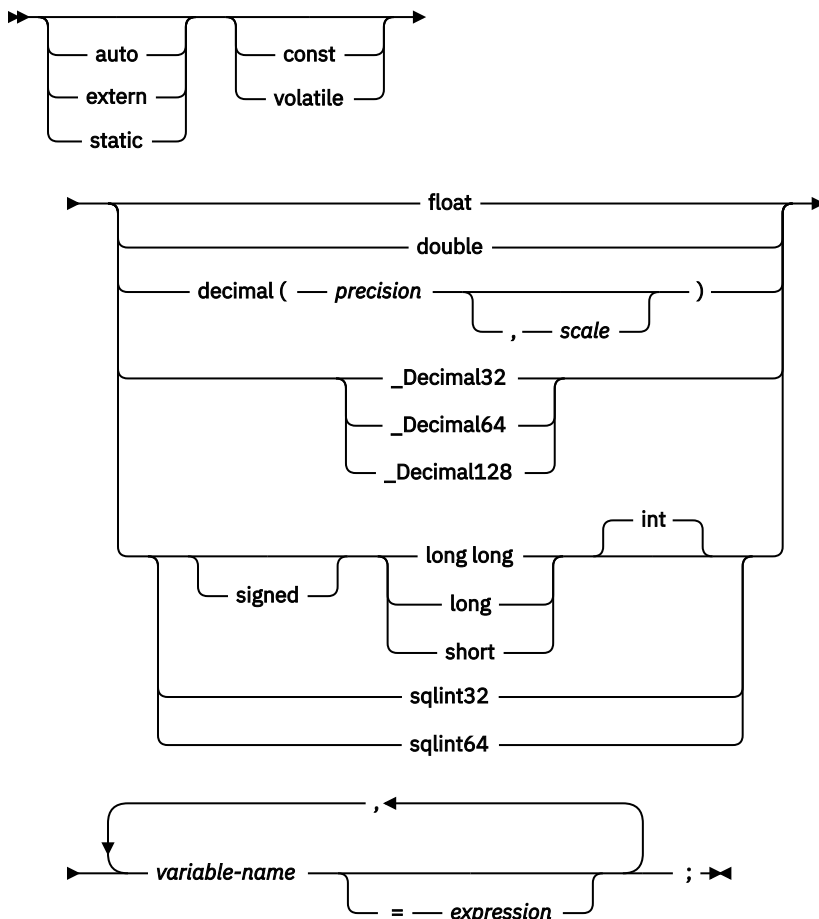 auto const
extern volatile
static
float
double
decimal ( precision )
, scale
_Decimal32
_Decimal64
_Decimal128
int
long long
signed
long
short
sqlint32
sqlint64
,
variable-name ;
= expression